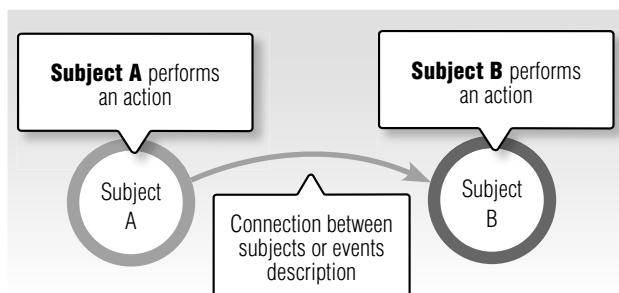 Subject A performs
an action
Subject B performs
an action
Subject
A
Subject
B
Connection between
subjects or events
description